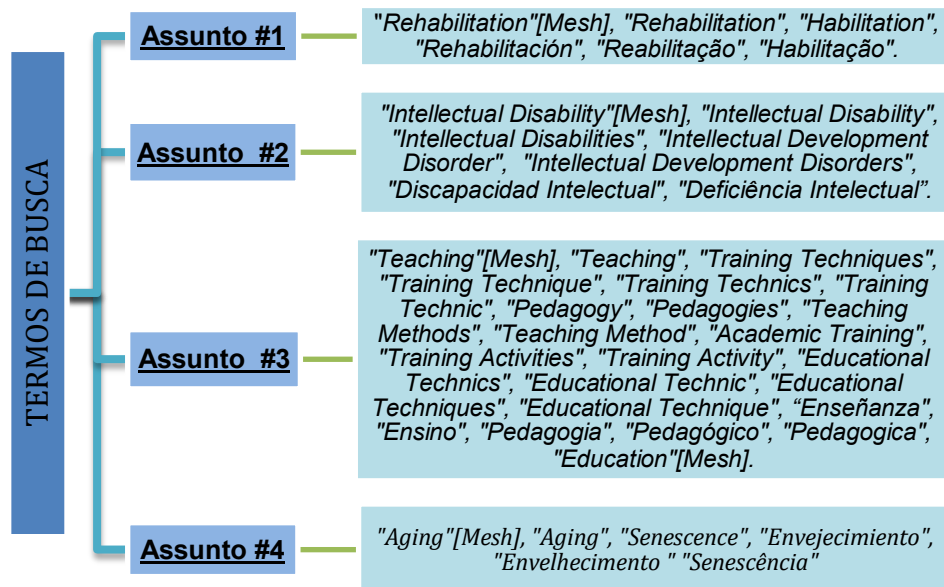 TERMOS DE BUSCA
Assunto #1
"Rehabilitation"[Mesh], "Rehabilitation", "Habilitation",
"Rehabilitación", "Reabilitação", "Habilitação".
Assunto #2
"Intellectual Disability"[Mesh], "Intellectual Disability",
"Intellectual Disabilities", "Intellectual Development
Disorder", "Intellectual Development Disorders",
"Discapacidad Intelectual", "Deficiência Intelectual”.
Assunto #3
"Teaching"[Mesh], "Teaching", "Training Techniques",
"Training Technique", "Training Technics", "Training
Technic", "Pedagogy", "Pedagogies", "Teaching
Methods", "Teaching Method", "Academic Training",
"Training Activities", "Training Activity", "Educational
Technics", "Educational Technic", "Educational
Techniques", "Educational Technique", “Enseñanza",
"Ensino", "Pedagogia", "Pedagógico", "Pedagogica",
"Education"[Mesh].
Assunto #4
"Aging"[Mesh], "Aging", "Senescence", "Envejecimiento",
"Envelhecimento " "Senescência"